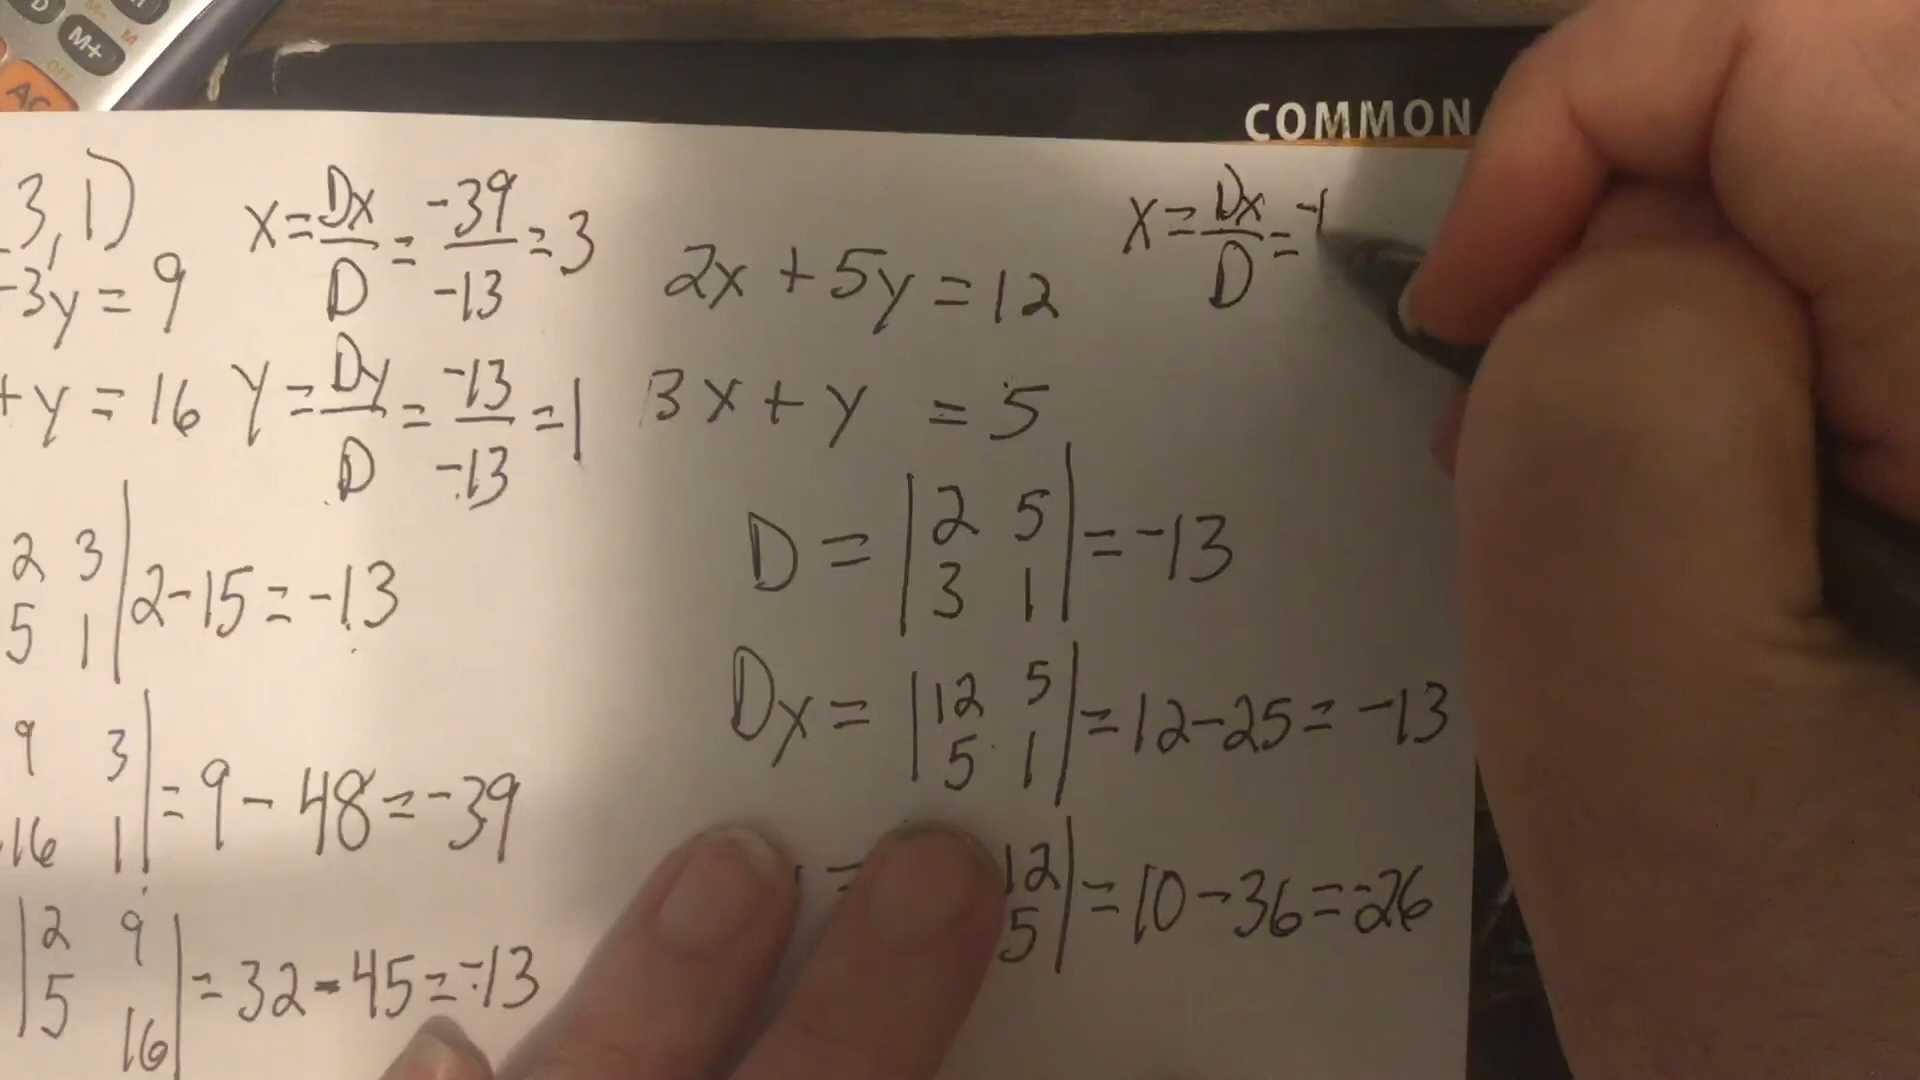 M-
M
M+
OFF
AC
COMMON
3, 1)
-3y = 9
+ y = 16
2 3
5 1
2-15 = -13
9 3
16 1
= 9 - 48 = -39
2 9
5 16
= 32 - 45 = -13
X = Dx/D = -39/-13 = 3
Y = Dy/D = -13/-13 = 1
2x + 5y = 12
3x + y = 5
D = |2 5|
|3 1| = -13
Dx = |12 5|
|5 1| = 12-25 = -13
12
5
= 10 - 36 = -26
X = Dx/D = -1